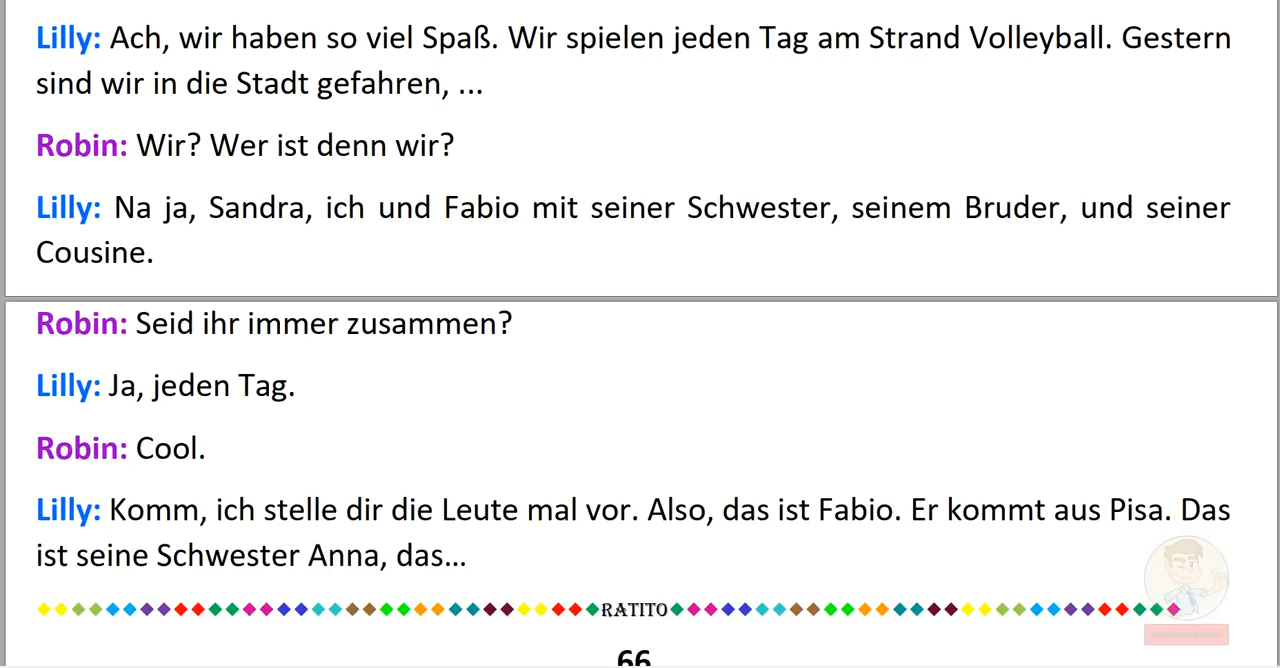 Lilly: Ach, wir haben so viel Spaß. Wir spielen jeden Tag am Strand Volleyball. Gestern
sind wir in die Stadt gefahren, ...
Robin: Wir? Wer ist denn wir?
Lilly: Na ja, Sandra, ich und Fabio mit seiner Schwester, seinem Bruder, und seiner
Cousine.
Robin: Seid ihr immer zusammen?
Lilly: Ja, jeden Tag.
Robin: Cool.
Lilly: Komm, ich stelle dir die Leute mal vor. Also, das ist Fabio. Er kommt aus Pisa. Das
ist seine Schwester Anna, das...
RATITO
66